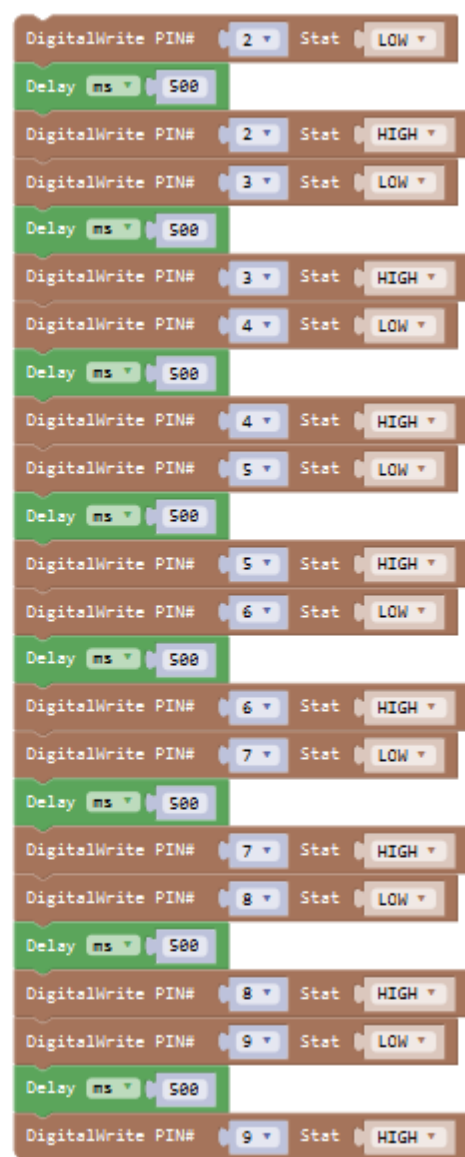 DigitalWrite PIN# 2 Stat LOW
Delay ms 500
DigitalWrite PIN# 2 Stat HIGH
DigitalWrite PIN# 3 Stat LOW
Delay ms 500
DigitalWrite PIN# 3 Stat HIGH
DigitalWrite PIN# 4 Stat LOW
Delay ms 500
DigitalWrite PIN# 4 Stat HIGH
DigitalWrite PIN# 5 Stat LOW
Delay ms 500
DigitalWrite PIN# 5 Stat HIGH
DigitalWrite PIN# 6 Stat LOW
Delay ms 500
DigitalWrite PIN# 6 Stat HIGH
DigitalWrite PIN# 7 Stat LOW
Delay ms 500
DigitalWrite PIN# 7 Stat HIGH
DigitalWrite PIN# 8 Stat LOW
Delay ms 500
DigitalWrite PIN# 8 Stat HIGH
DigitalWrite PIN# 9 Stat LOW
Delay ms 500
DigitalWrite PIN# 9 Stat HIGH